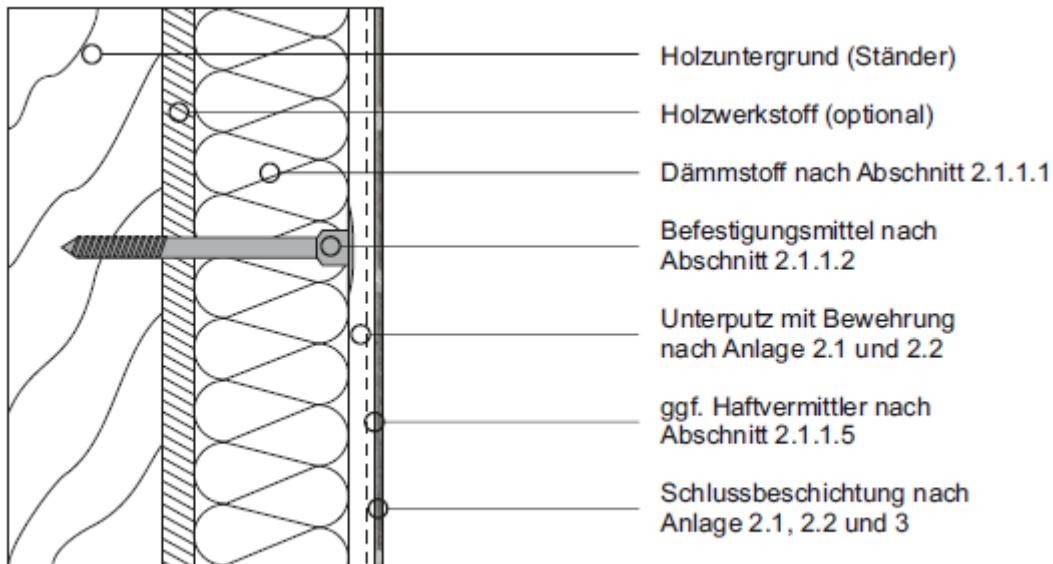 Holzuntergrund (Ständer)
Holzwerkstoff (optional)
Dämmstoff nach Abschnitt 2.1.1.1
Befestigungsmittel nach
Abschnitt 2.1.1.2
Unterputz mit Bewehrung
nach Anlage 2.1 und 2.2
ggf. Haftvermittler nach
Abschnitt 2.1.1.5
Schlussbeschichtung nach
Anlage 2.1, 2.2 und 3